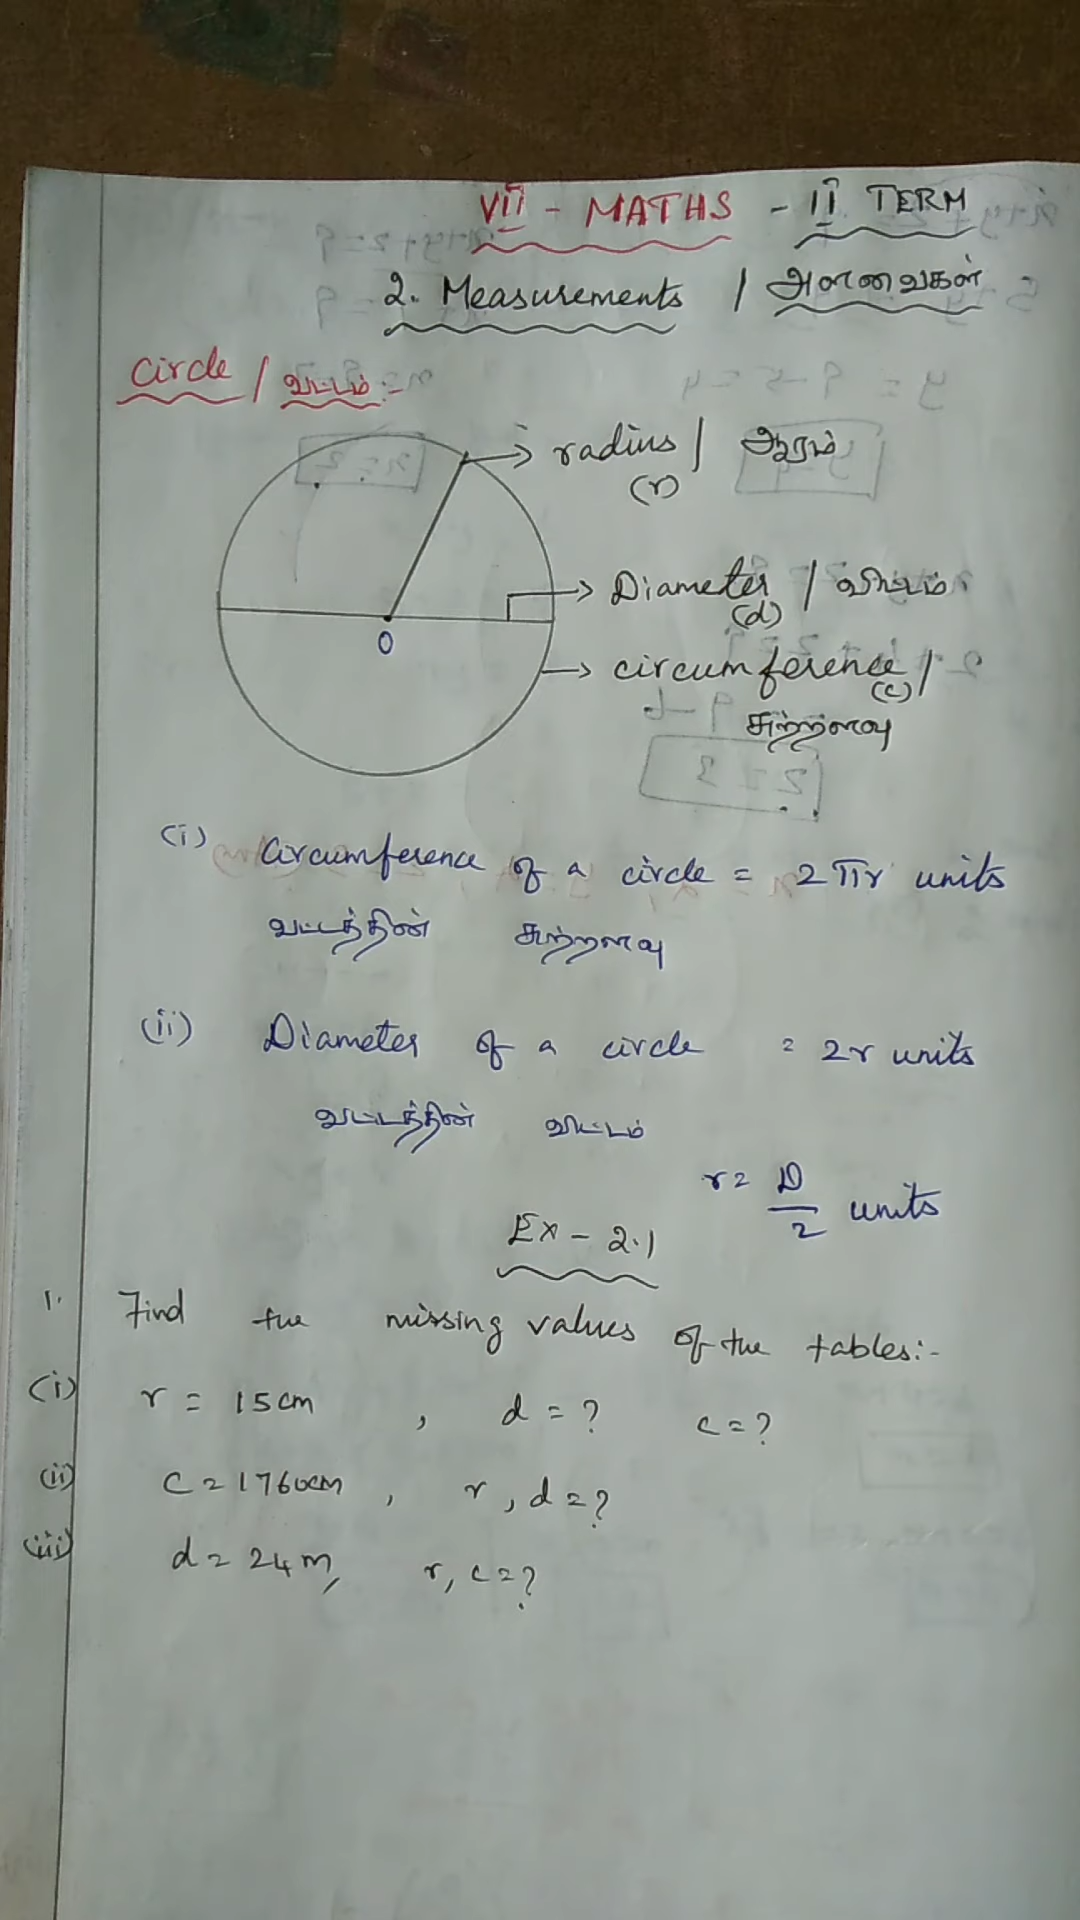 VII - MATHS - II TERM
2. Measurements / அளவைகள்
Circle / வட்டம் :-
radius / ஆரம்
(r)
Diameter / விட்டம்
(d)
circumference /
(c)
சுற்றளவு
O
(i) Circumference of a circle = 2πr units
வட்டத்தின் சுற்றளவு
(ii) Diameter of a circle = 2r units
வட்டத்தின் விட்டம்
r = D/2 units
Ex - 2.1
1. Find the missing values of the tables:-
(i) r = 15cm , d = ? c = ?
(ii) C = 1760cm , r, d = ?
(iii) d = 24 m, r, c = ?